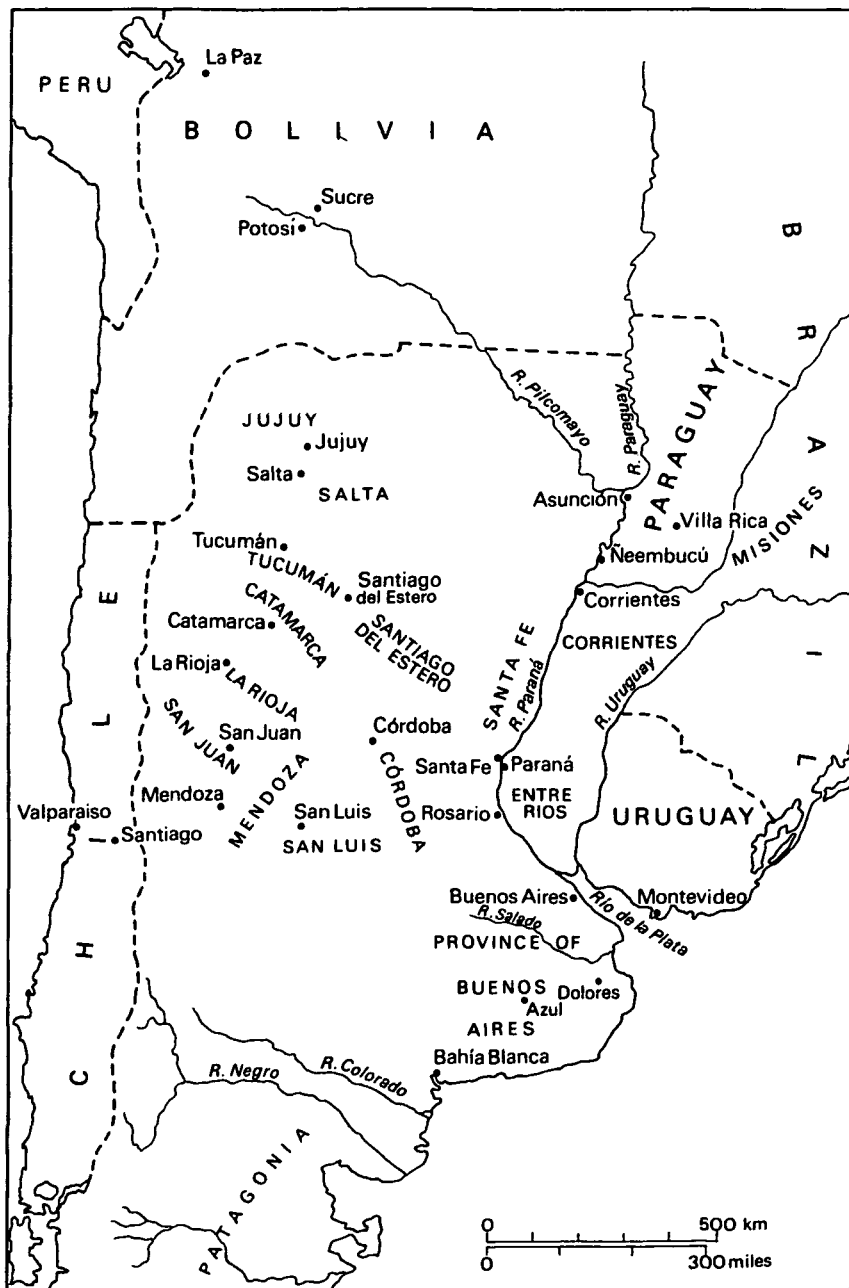 La Paz
PERU
BOLIVIA
Sucre
Potosí
BRAZIL
R. Pilcomayo
R. Paraguay
PARAGUAY
JUJUY
Jujuy
Salta
SALTA
Asunción
Villa Rica
MISIONES
Ñeembucú
Tucumán
TUCUMÁN
Santiago
del Estero
SANTIAGO
DEL ESTERO
Corrientes
CORRIENTES
Catamarca
CATAMARCA
SANTA FE
R. Paraná
R. Uruguay
La Rioja
LA RIOJA
San Juan
SAN JUAN
Córdoba
CÓRDOBA
Santa Fe
Paraná
Mendoza
MENDOZA
ENTRE
RIOS
Rosario
URUGUAY
San Luis
SAN LUIS
Valparaiso
Santiago
CHILE
Buenos Aires
Montevideo
Río de la Plata
R. Salado
PROVINCE OF
BUENOS
AIRES
Dolores
Azul
Bahía Blanca
R. Colorado
R. Negro
PATAGONIA
0 500 km
0 300 miles